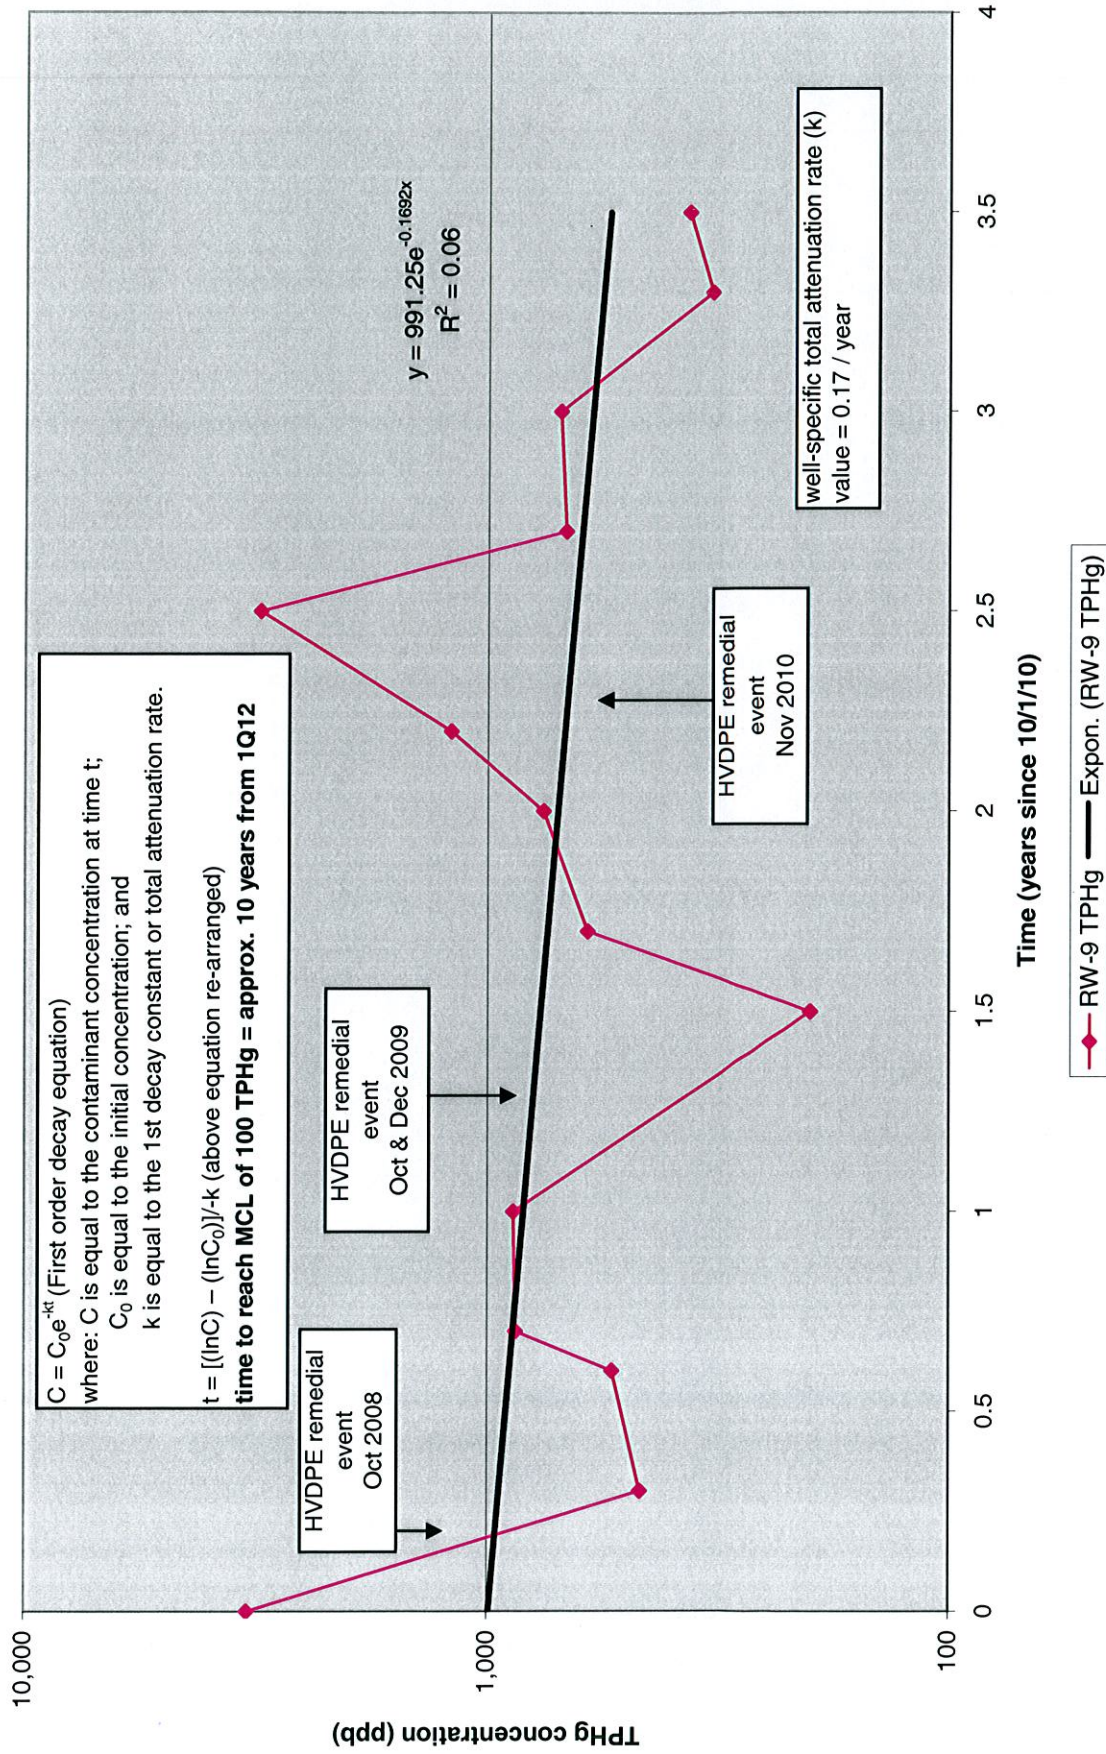 C = C₀e⁻ᵏᵗ (First order decay equation)
where: C is equal to the contaminant concentration at time t;
C₀ is equal to the initial concentration; and
k is equal to the 1st decay constant or total attenuation rate.
t = [(lnC) – (lnC₀)]/-k (above equation re-arranged)
time to reach MCL of 100 TPHg = approx. 10 years from 1Q12
HVDPE remedial
event
Oct 2008
HVDPE remedial
event
Oct & Dec 2009
HVDPE remedial
event
Nov 2010
y = 991.25e^-0.1692x
R² = 0.06
well-specific total attenuation rate (k)
value = 0.17 / year
TPHg concentration (ppb)
10,000
1,000
100
0
0.5
1
1.5
2
2.5
3
3.5
4
Time (years since 10/1/10)
RW-9 TPHg
Expon. (RW-9 TPHg)